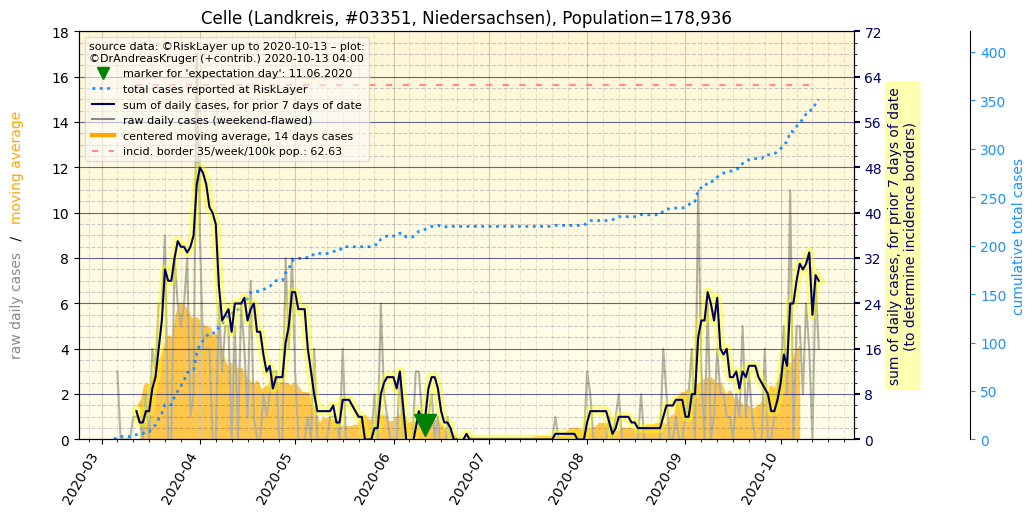 Celle (Landkreis, #03351, Niedersachsen), Population=178,936
source data: ©RiskLayer up to 2020-10-13 – plot:
©DrAndreasKruger (+contrib.) 2020-10-13 04:00
marker for 'expectation day': 11.06.2020
total cases reported at RiskLayer
sum of daily cases, for prior 7 days of date
raw daily cases (weekend-flawed)
centered moving average, 14 days cases
incid. border 35/week/100k pop.: 62.63
raw daily cases / moving average
18
16
14
12
10
8
6
4
2
0
2020-03
2020-04
2020-05
2020-06
2020-07
2020-08
2020-09
2020-10
72
64
56
48
40
32
24
16
8
0
sum of daily cases, for prior 7 days of date
(to determine incidence borders)
400
350
300
250
200
150
100
50
0
cumulative total cases